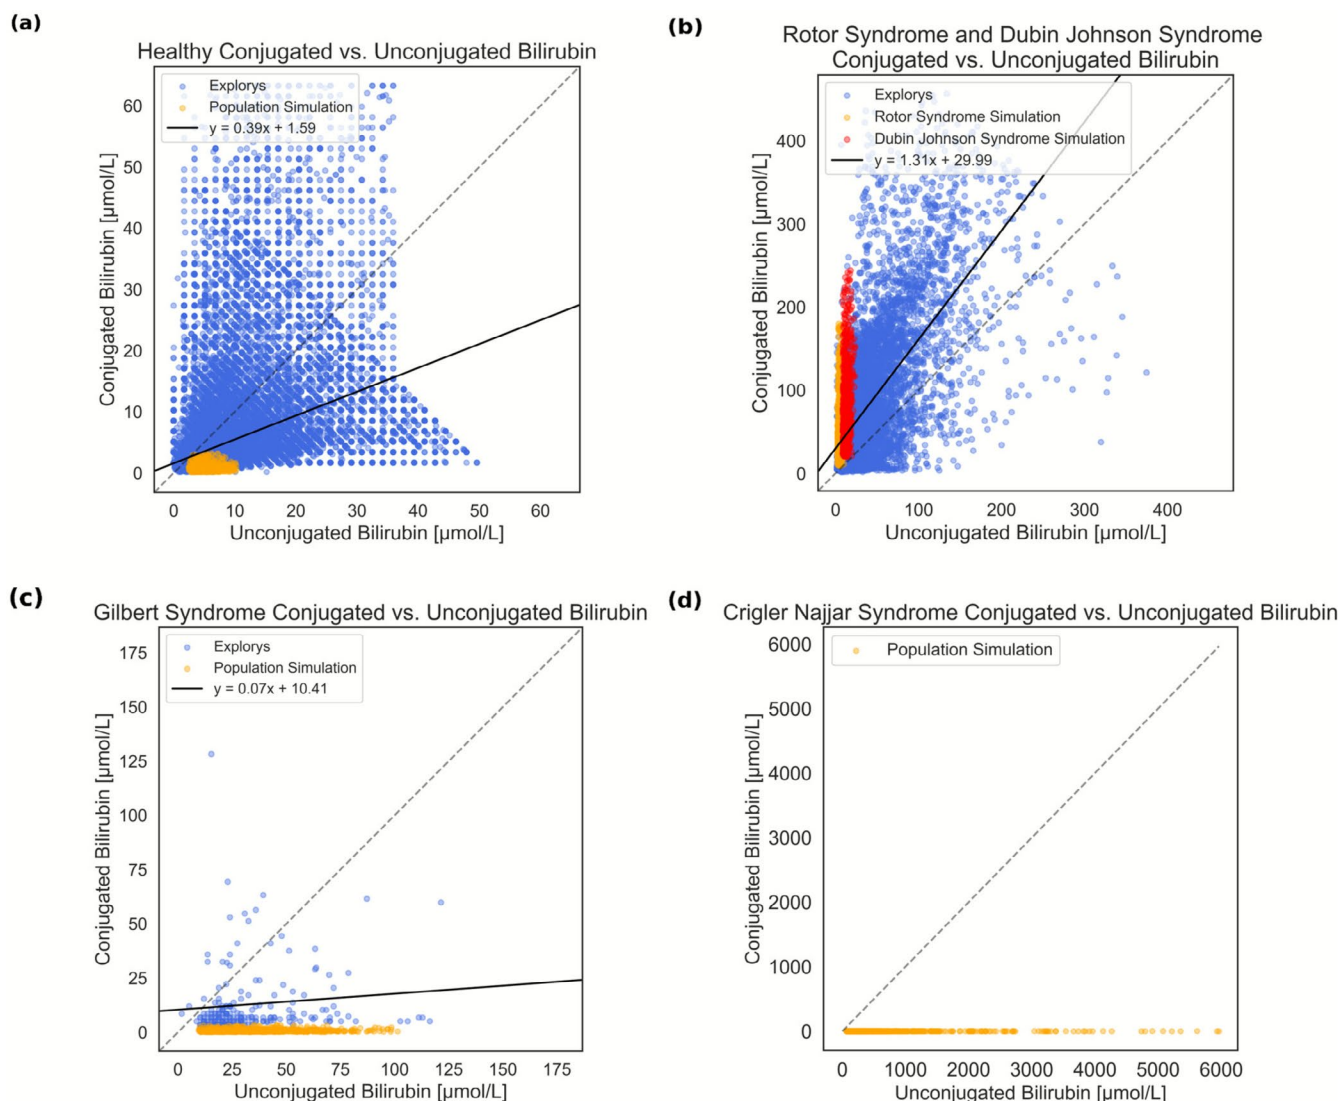 (a)
Healthy Conjugated vs. Unconjugated Bilirubin
Explorys
Population Simulation
y = 0.39x + 1.59
Conjugated Bilirubin [µmol/L]
60
50
40
30
20
10
0
0 10 20 30 40 50 60
Unconjugated Bilirubin [µmol/L]
(b)
Rotor Syndrome and Dubin Johnson Syndrome
Conjugated vs. Unconjugated Bilirubin
Explorys
Rotor Syndrome Simulation
Dubin Johnson Syndrome Simulation
y = 1.31x + 29.99
Conjugated Bilirubin [µmol/L]
400
300
200
100
0
0 100 200 300 400
Unconjugated Bilirubin [µmol/L]
(c)
Gilbert Syndrome Conjugated vs. Unconjugated Bilirubin
Explorys
Population Simulation
y = 0.07x + 10.41
Conjugated Bilirubin [µmol/L]
175
150
125
100
75
50
25
0
0 25 50 75 100 125 150 175
Unconjugated Bilirubin [µmol/L]
(d)
Crigler Najjar Syndrome Conjugated vs. Unconjugated Bilirubin
Population Simulation
Conjugated Bilirubin [µmol/L]
6000
5000
4000
3000
2000
1000
0
0 1000 2000 3000 4000 5000 6000
Unconjugated Bilirubin [µmol/L]